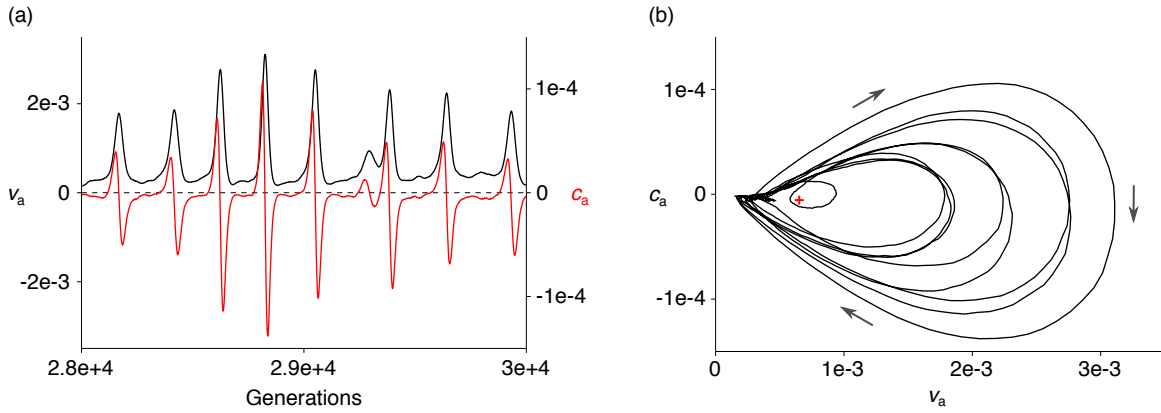 (a)
2e-3
0
-2e-3
v_a
1e-4
0
-1e-4
c_a
2.8e+4
2.9e+4
3e+4
Generations
(b)
1e-4
0
-1e-4
c_a
0
1e-3
2e-3
3e-3
v_a